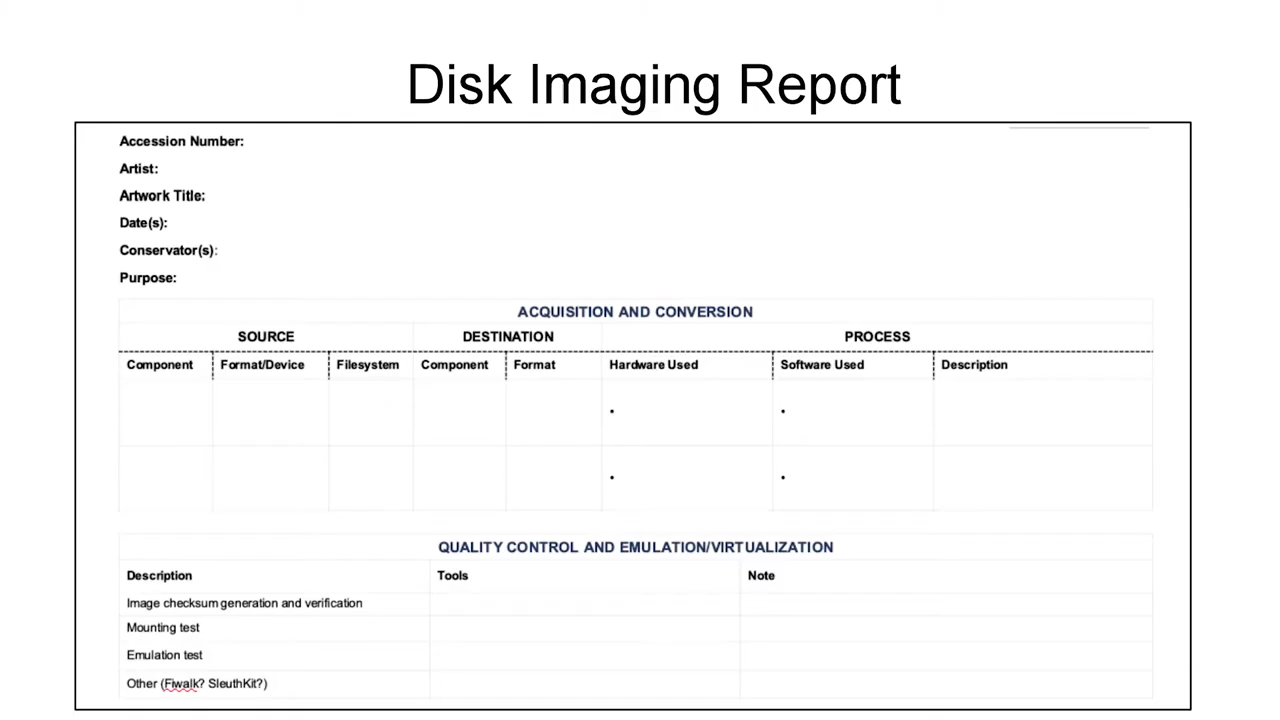 Disk Imaging Report
Accession Number:
Artist:
Artwork Title:
Date(s):
Conservator(s):
Purpose:
ACQUISITION AND CONVERSION
SOURCE DESTINATION PROCESS
Component Format/Device Filesystem Component Format Hardware Used Software Used Description
• •
• •
QUALITY CONTROL AND EMULATION/VIRTUALIZATION
Description Tools Note
Image checksum generation and verification
Mounting test
Emulation test
Other (Fiwalk? SleuthKit?)